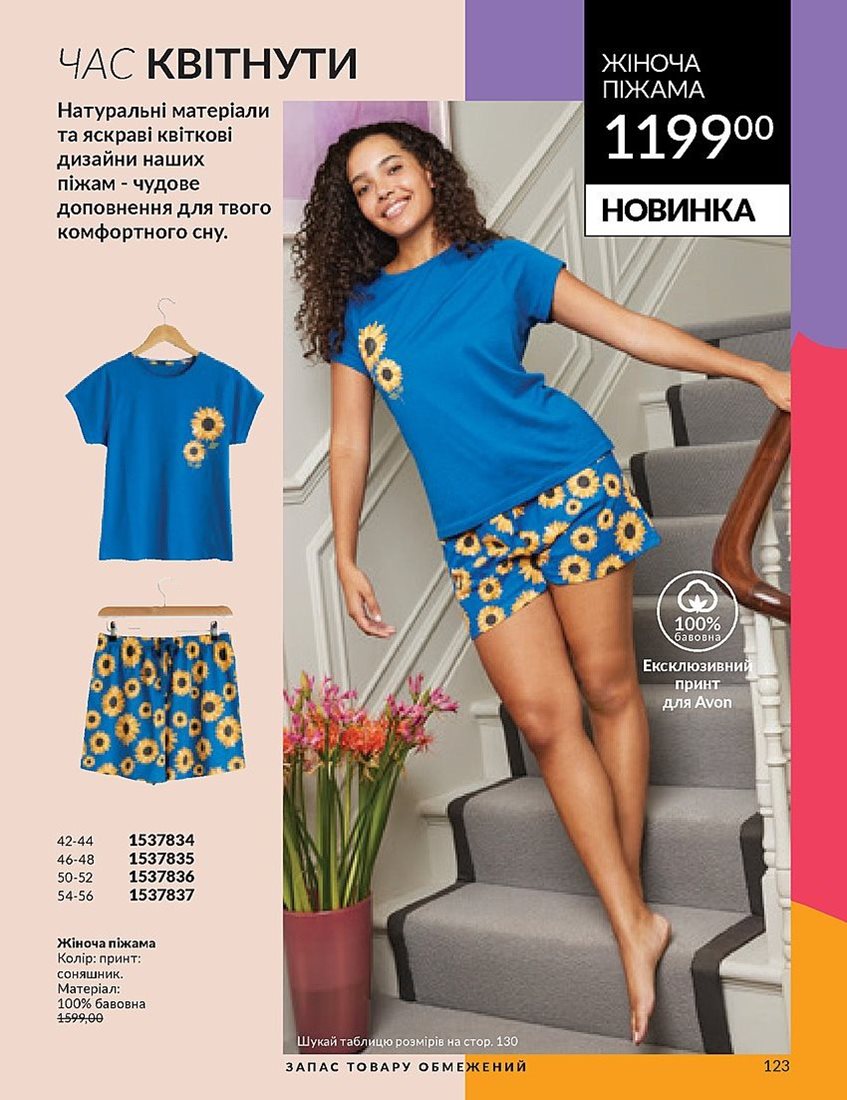 ЧАС КВІТНУТИ
Натуральні матеріали
та яскраві квіткові
дизайни наших
піжам - чудове
доповнення для твого
комфортного сну.
ЖІНОЧА
ПІЖАМА
1199⁰⁰
НОВИНКА
100%
бавовна
Ексклюзивний
принт
для Avon
42-44 1537834
46-48 1537835
50-52 1537836
54-56 1537837
Жіноча піжама
Колір: принт:
соняшник.
Матеріал:
100% бавовна
1599,00
Шукай таблицю розмірів на стор. 130
ЗАПАС ТОВАРУ ОБМЕЖЕНИЙ
123